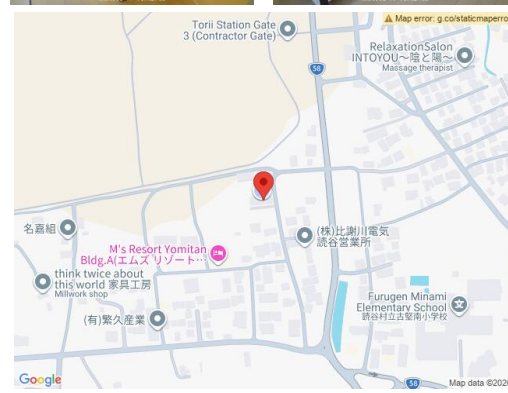 Map error: g.co/staticmaperro
Torii Station Gate
3 (Contractor Gate)
58
RelaxationSalon
INTOYOU～陰と陽～
Massage therapist
(株)比謝川電気
読谷営業所
名嘉組
M's Resort Yomitan
Bldg.A(エムズ リゾート…
think twice about
this world 家具工房
Millwork shop
(有)繁久産業
Furugen Minami
Elementary School
読谷村立古堅南小学校
58
Google
Map data ©2026